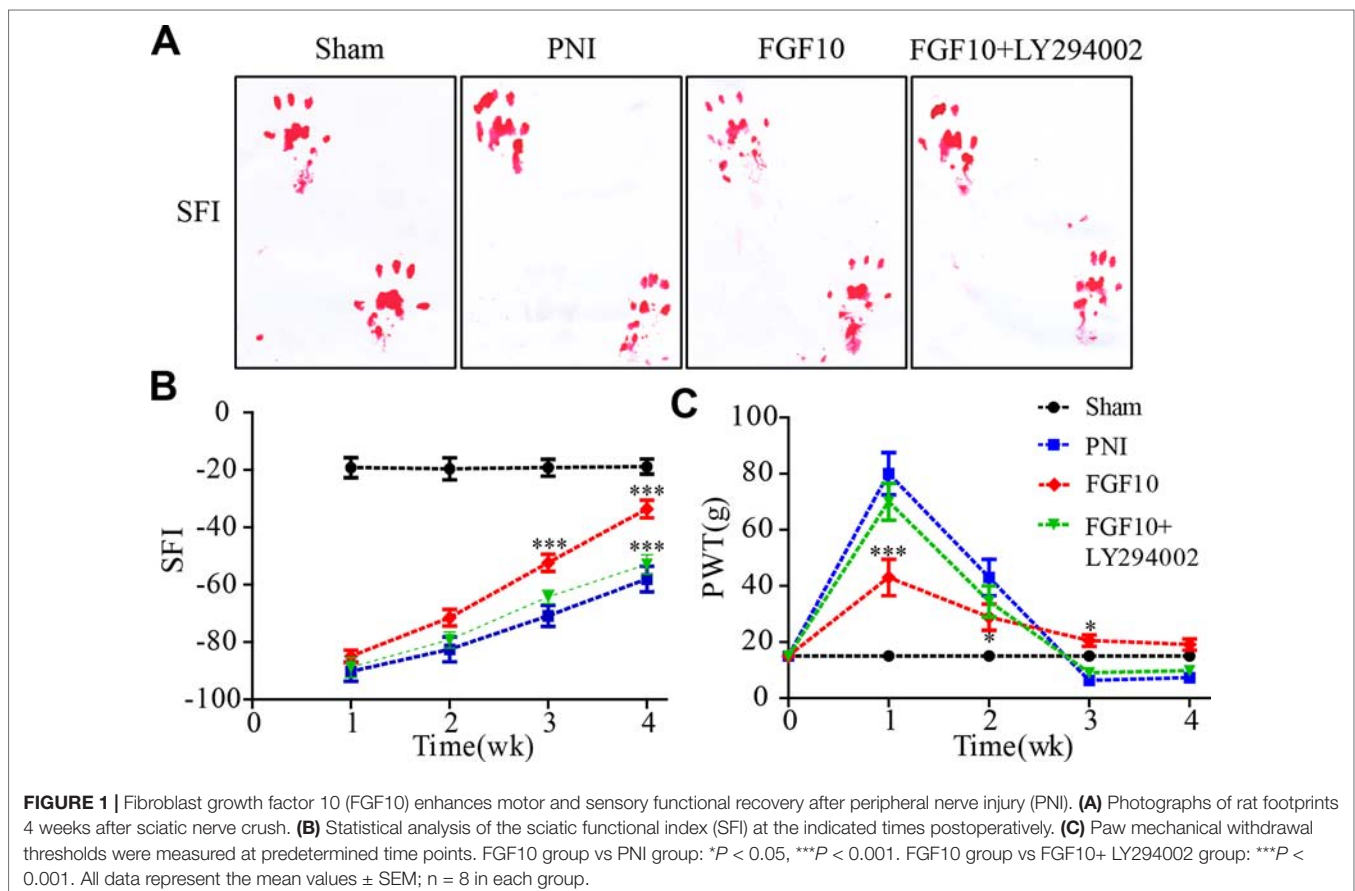 A
Sham
PNI
FGF10
FGF10+LY294002
SFI
B
0
-20
-40
-60
-80
-100
SFI
***
***
***
0
1
2
3
4
Time(wk)
C
100
80
60
40
20
0
PWT(g)
***
*
*
0
1
2
3
4
Time(wk)
Sham
PNI
FGF10
FGF10+
LY294002
FIGURE 1 | Fibroblast growth factor 10 (FGF10) enhances motor and sensory functional recovery after peripheral nerve injury (PNI). (A) Photographs of rat footprints
4 weeks after sciatic nerve crush. (B) Statistical analysis of the sciatic functional index (SFI) at the indicated times postoperatively. (C) Paw mechanical withdrawal
thresholds were measured at predetermined time points. FGF10 group vs PNI group: *P < 0.05, ***P < 0.001. FGF10 group vs FGF10+ LY294002 group: ***P <
0.001. All data represent the mean values ± SEM; n = 8 in each group.